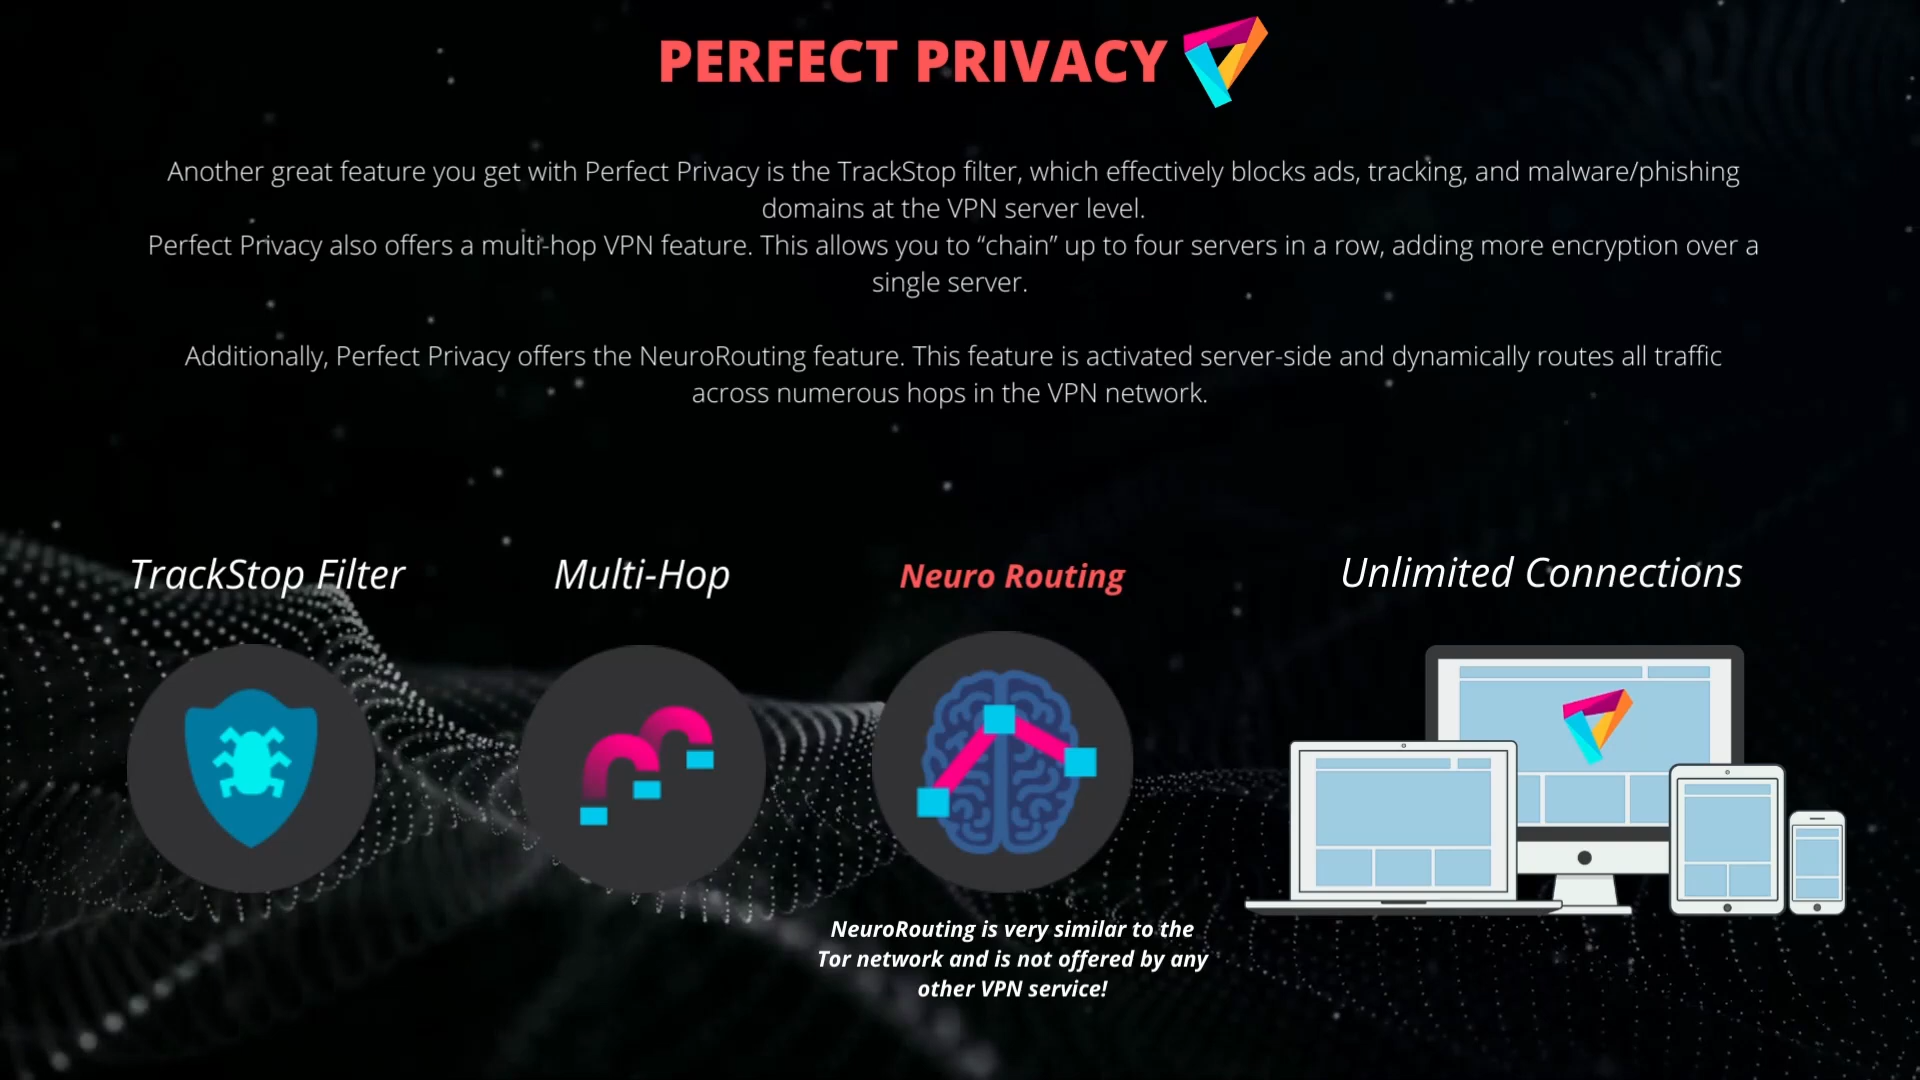 PERFECT PRIVACY
Another great feature you get with Perfect Privacy is the TrackStop filter, which effectively blocks ads, tracking, and malware/phishing
domains at the VPN server level.
Perfect Privacy also offers a multi-hop VPN feature. This allows you to “chain” up to four servers in a row, adding more encryption over a
single server.
Additionally, Perfect Privacy offers the NeuroRouting feature. This feature is activated server-side and dynamically routes all traffic
across numerous hops in the VPN network.
TrackStop Filter
Multi-Hop
Neuro Routing
Unlimited Connections
NeuroRouting is very similar to the
Tor network and is not offered by any
other VPN service!